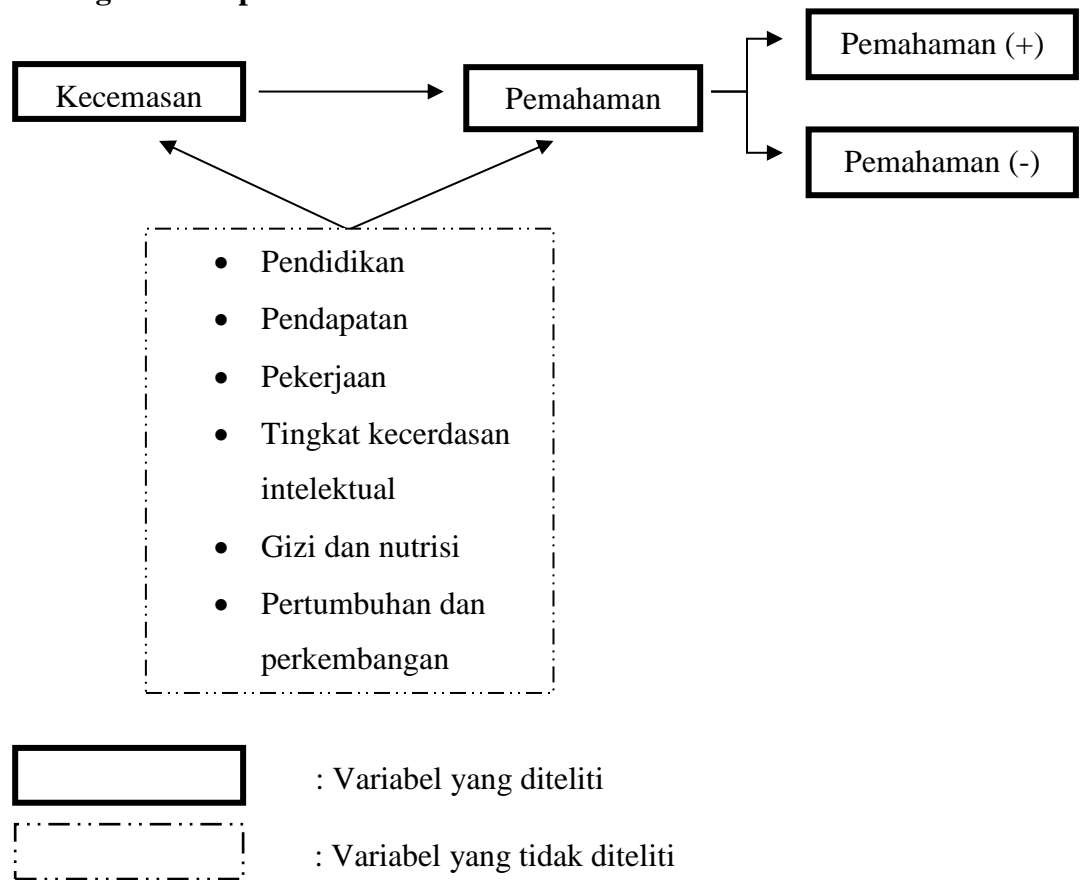 Pemahaman (+)
Kecemasan
Pemahaman
Pemahaman (-)
• Pendidikan
• Pendapatan
• Pekerjaan
• Tingkat kecerdasan
intelektual
• Gizi dan nutrisi
• Pertumbuhan dan
perkembangan
: Variabel yang diteliti
: Variabel yang tidak diteliti